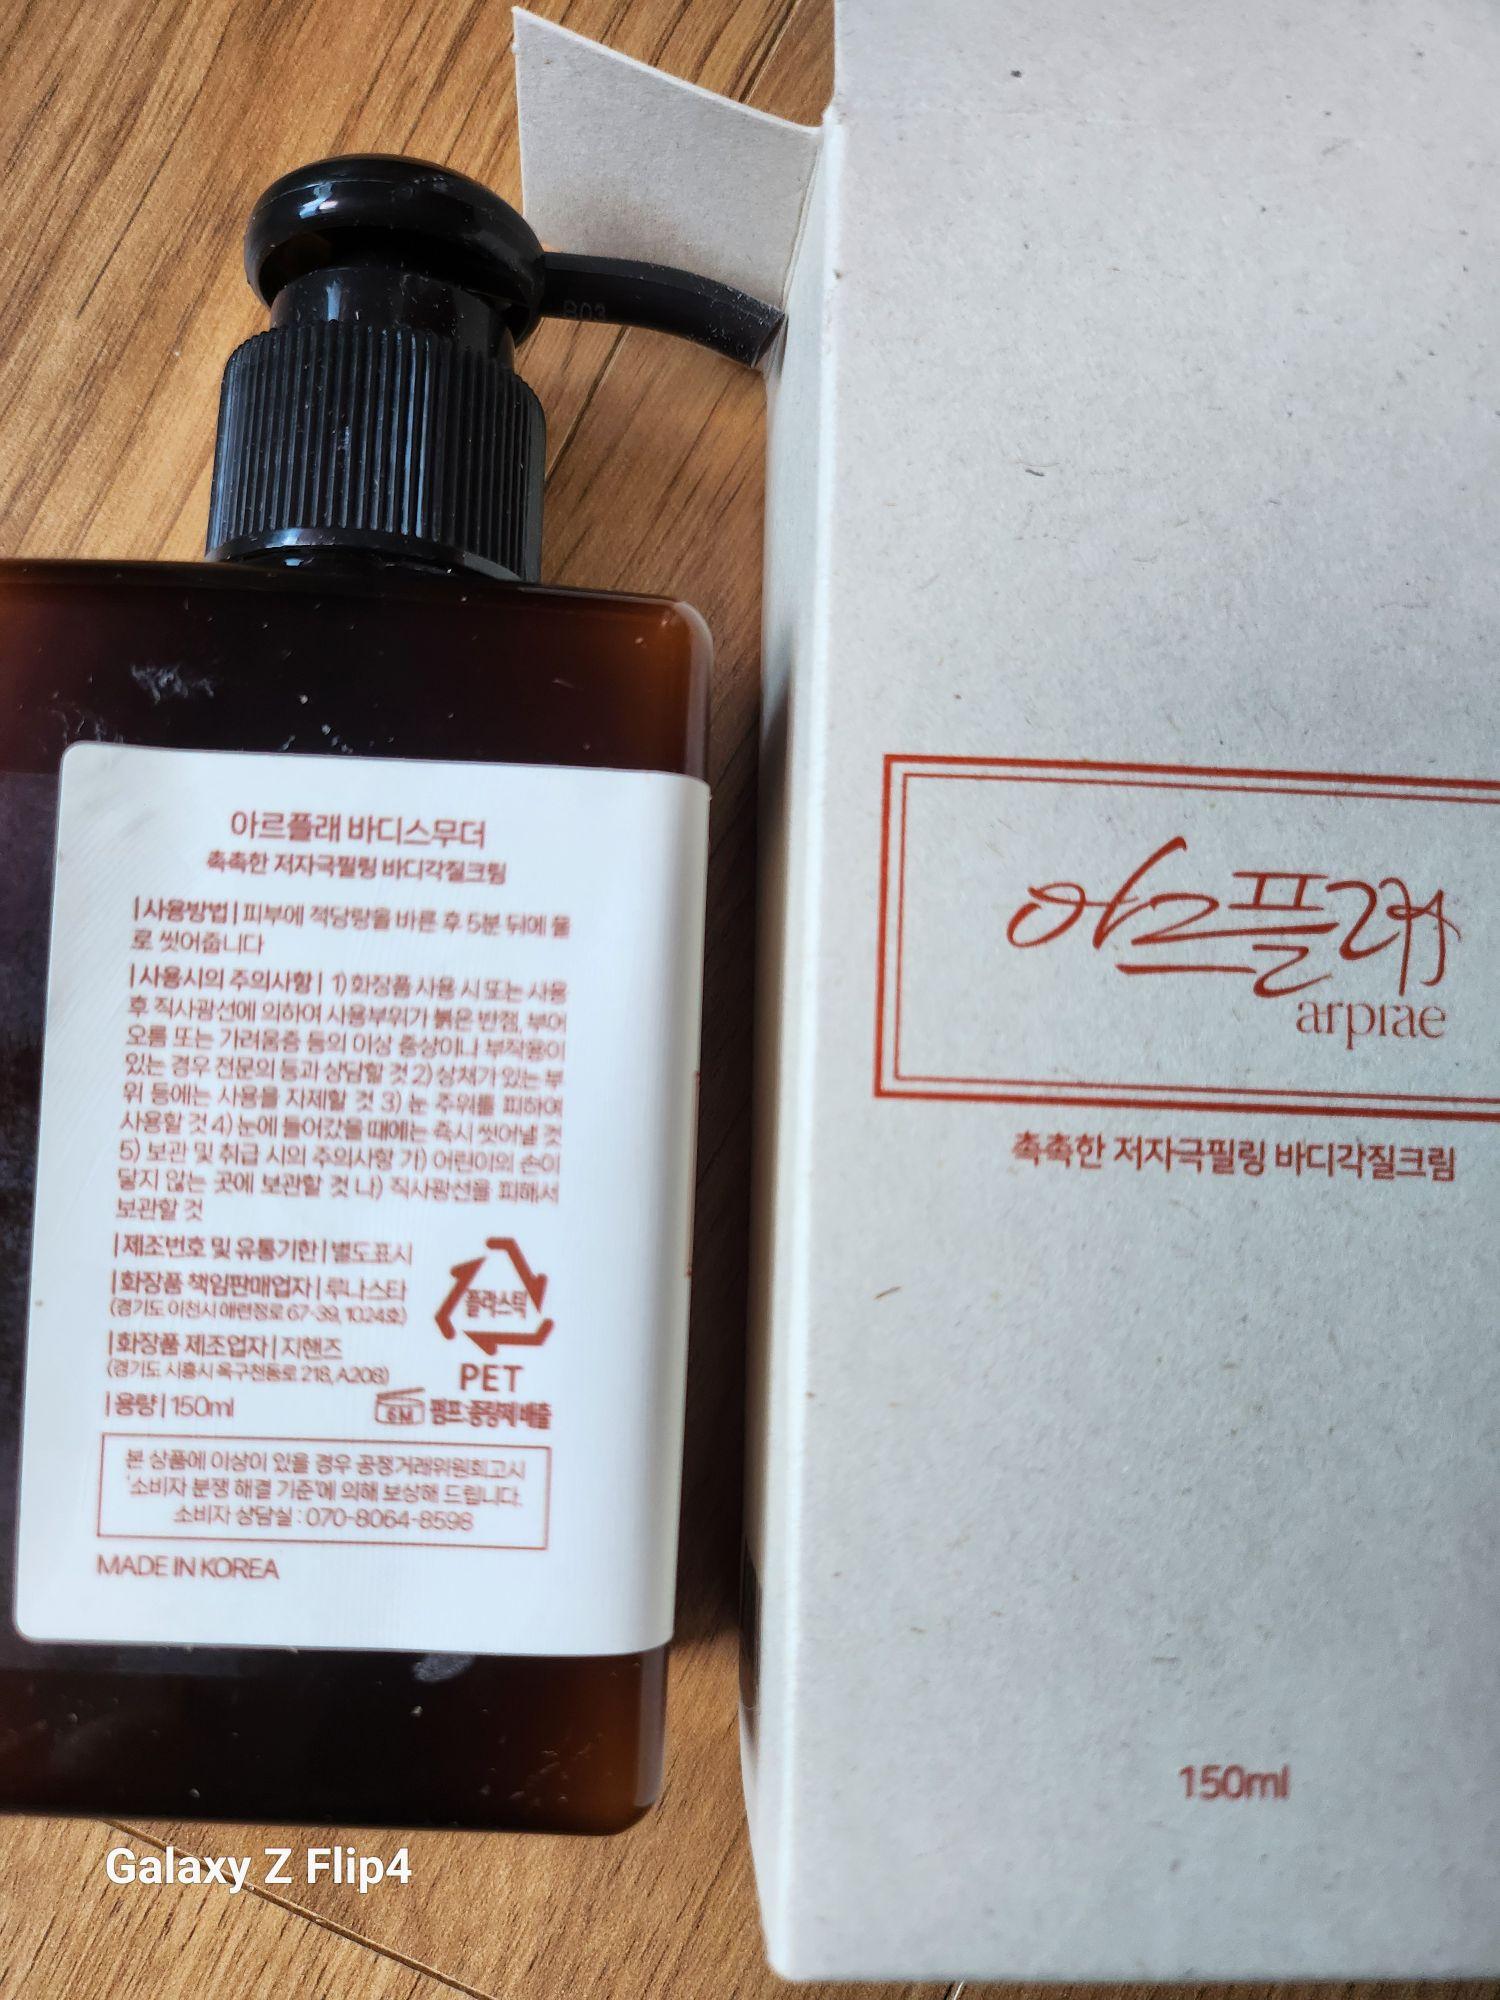 B03
아르플래 바디스무더
촉촉한 저자극필링 바디각질크림
|사용방법| 피부에 적당량을 바른 후 5분 뒤에 물
로 씻어줍니다
|사용시의 주의사항| 1) 화장품 사용 시 또는 사용
후 직사광선에 의하여 사용부위가 붉은 반점, 부어
오름 또는 가려움증 등의 이상 증상이나 부작용이
있는 경우 전문의 등과 상담할 것 2) 상처가 있는 부
위 등에는 사용을 자제할 것 3) 눈 주위를 피하여
사용할 것 4) 눈에 들어갔을 때에는 즉시 씻어낼 것
5) 보관 및 취급 시의 주의사항 가) 어린이의 손이
닿지 않는 곳에 보관할 것 나) 직사광선을 피해서
보관할 것
|제조번호 및 유통기한| 별도표시
|화장품 책임판매업자| 루나스타
(경기도 이천시 애련정로 67-39, 1024호)
|화장품 제조업자| 지핸즈
(경기도 시흥시 옥구천동로 218, A208)
|용량| 150ml
플라스틱
PET
6M 펌프:종량제 배출
본 상품에 이상이 있을 경우 공정거래위원회고시
'소비자 분쟁 해결 기준'에 의해 보상해 드립니다.
소비자 상담실 : 070-8064-8598
MADE IN KOREA
아르플래
arplae
촉촉한 저자극필링 바디각질크림
150ml
Galaxy Z Flip4